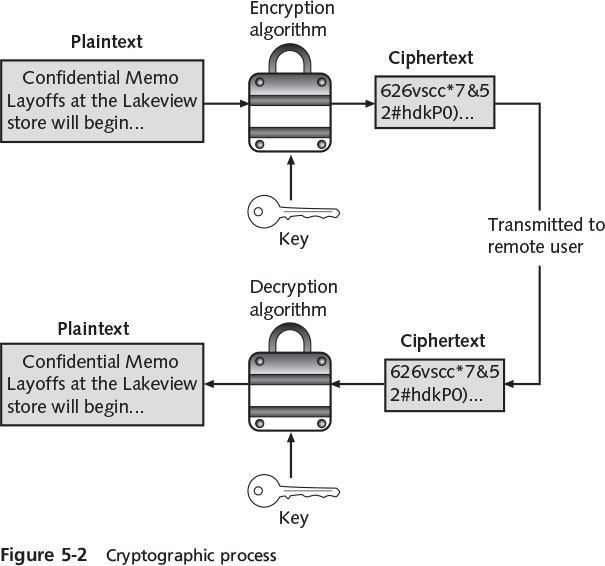 Encryption
algorithm
Plaintext
Ciphertext
Confidential Memo
Layoffs at the Lakeview
store will begin...
626vscc*7&5
2#hdkP0)...
Key
Transmitted to
remote user
Decryption
algorithm
Plaintext
Ciphertext
Confidential Memo
Layoffs at the Lakeview
store will begin...
626vscc*7&5
2#hdkP0)...
Key
Figure 5-2 Cryptographic process